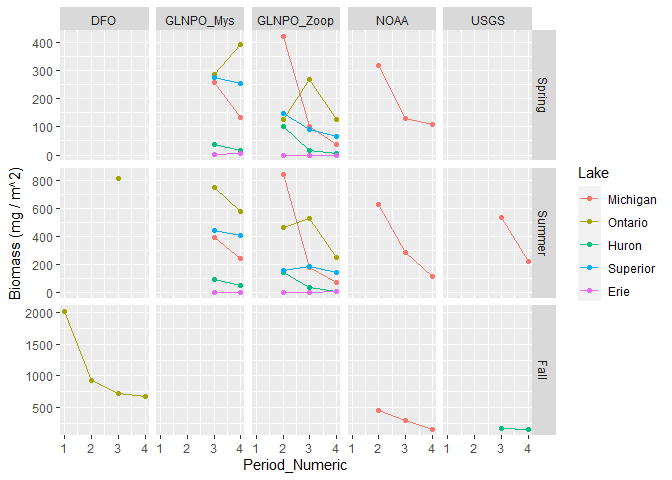 DFO GLNPO_Mys GLNPO_Zoop NOAA USGS
400
300
200
100
0
Spring
800
600
400
200
0
Summer
2000
1500
1000
500
Fall
Biomass (mg / m^2)
1 2 3 4 1 2 3 4 1 2 3 4 1 2 3 4 1 2 3 4
Period_Numeric
Lake
Michigan
Ontario
Huron
Superior
Erie